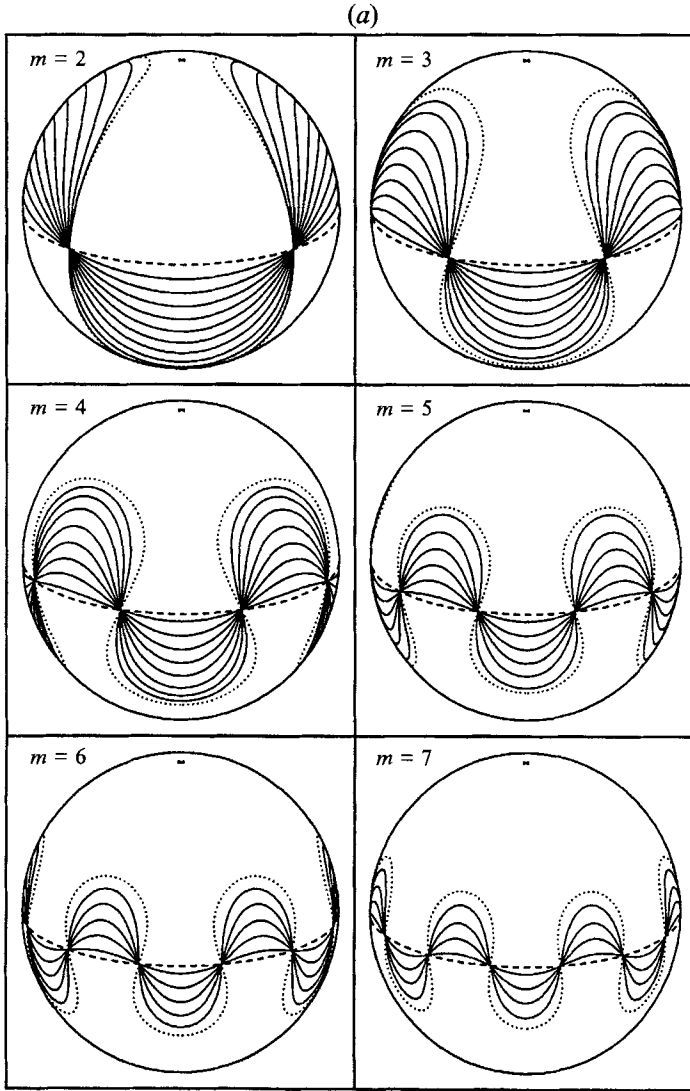 (a)
m = 2
m = 3
m = 4
m = 5
m = 6
m = 7